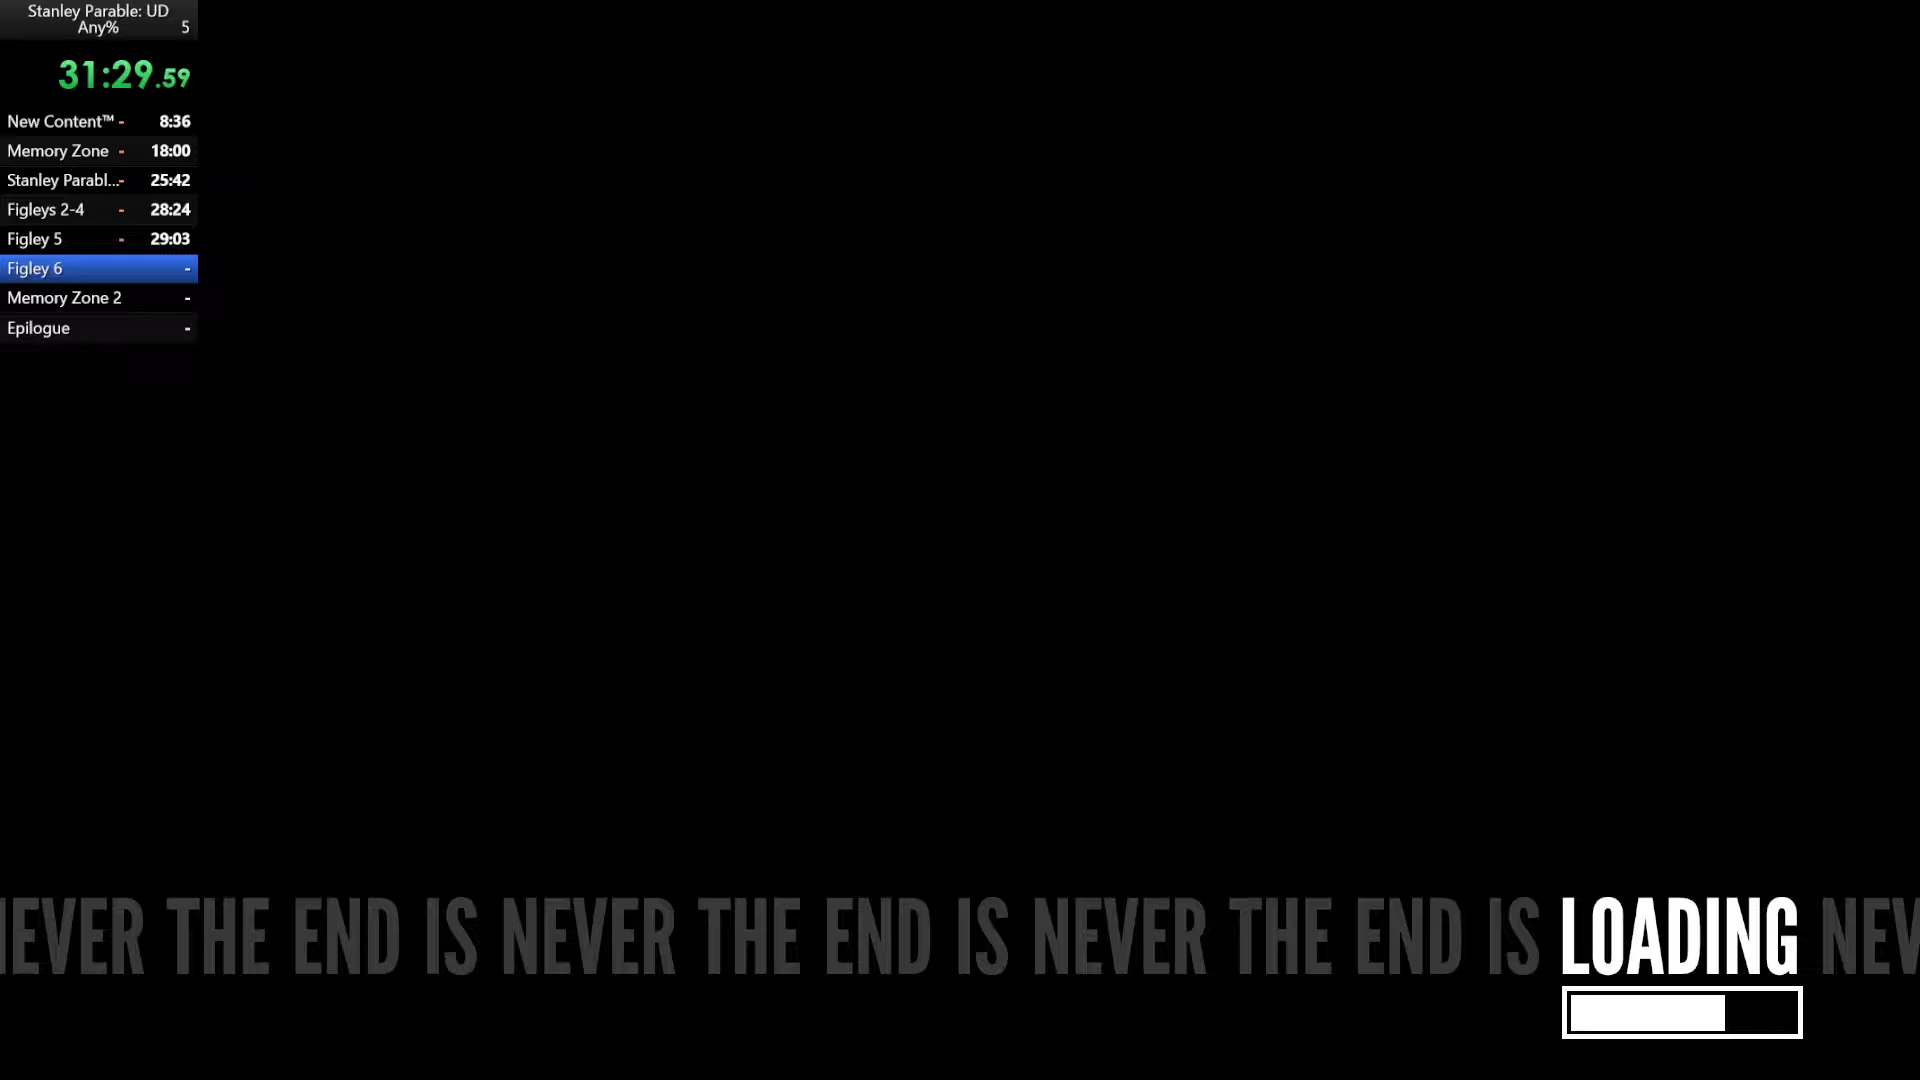 Stanley Parable: UD
Any% 5
31:29.59
New Content™ - 8:36
Memory Zone - 18:00
Stanley Parabl...- 25:42
Figleys 2-4 - 28:24
Figley 5 - 29:03
Figley 6 -
Memory Zone 2 -
Epilogue -
NEVER THE END IS NEVER THE END IS NEVER THE END IS LOADING NEV